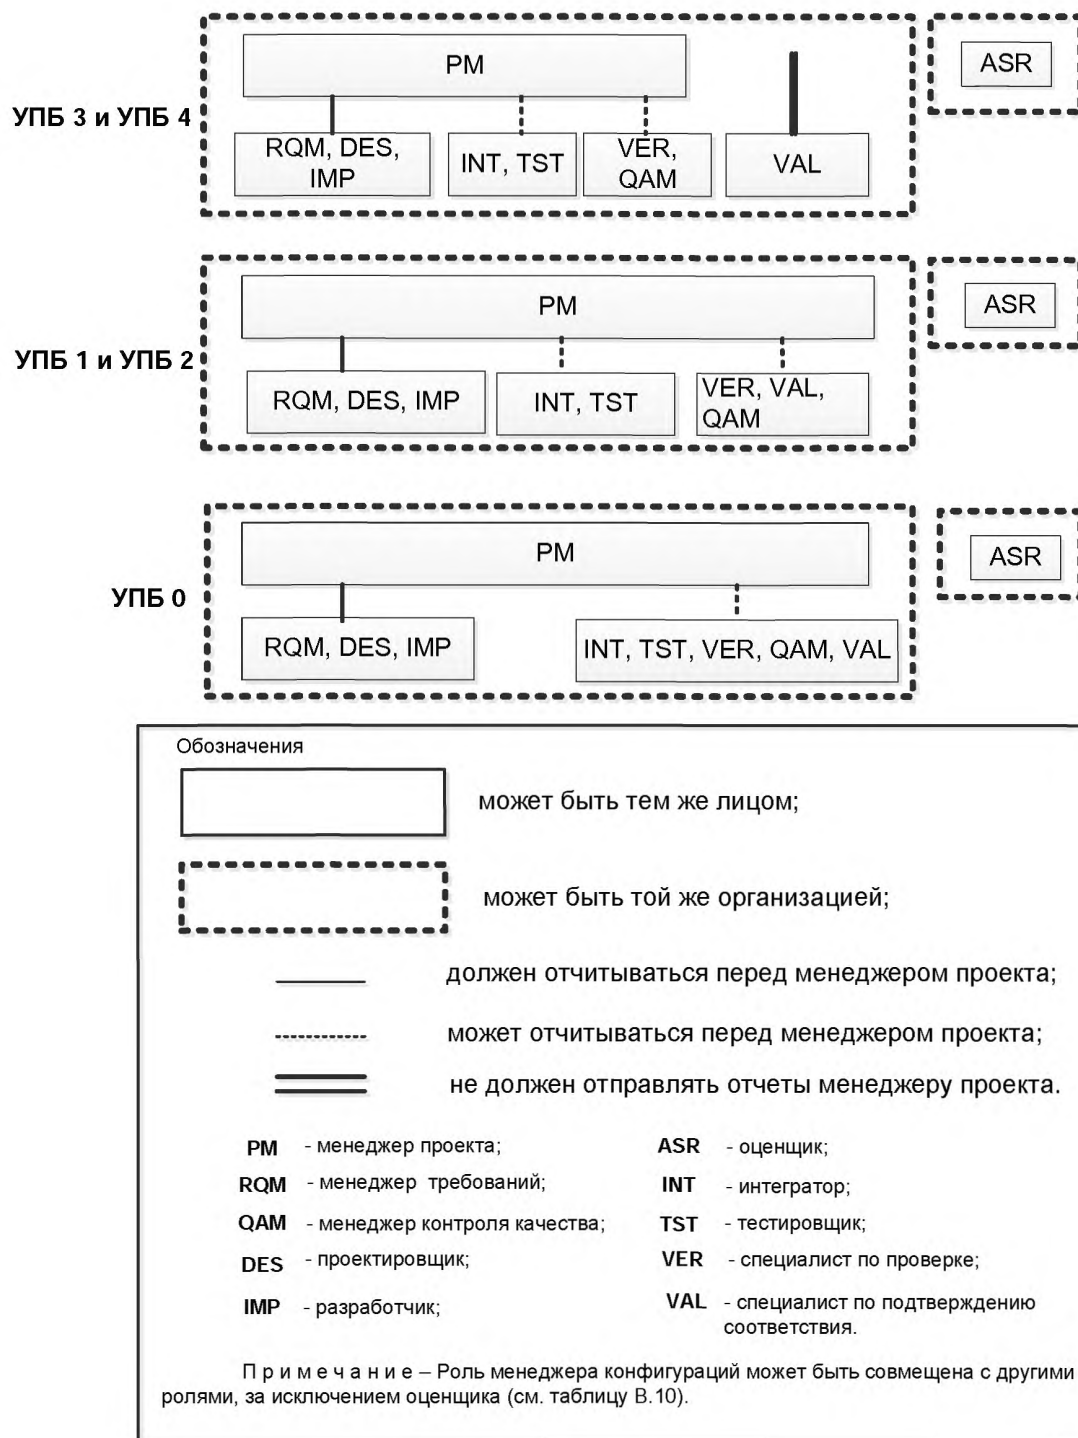 PM
ASR
УПБ 3 и УПБ 4
RQM, DES,
IMP
INT, TST
VER,
QAM
VAL
PM
ASR
УПБ 1 и УПБ 2
RQM, DES, IMP
INT, TST
VER, VAL,
QAM
PM
ASR
УПБ 0
RQM, DES, IMP
INT, TST, VER, QAM, VAL
Обозначения
может быть тем же лицом;
может быть той же организацией;
должен отчитываться перед менеджером проекта;
может отчитываться перед менеджером проекта;
не должен отправлять отчеты менеджеру проекта.
PM - менеджер проекта;
ASR - оценщик;
RQM - менеджер требований;
INT - интегратор;
QAM - менеджер контроля качества;
TST - тестировщик;
DES - проектировщик;
VER - специалист по проверке;
IMP - разработчик;
VAL - специалист по подтверждению
соответствия.
П р и м е ч а н и е – Роль менеджера конфигураций может быть совмещена с другими
ролями, за исключением оценщика (см. таблицу В.10).